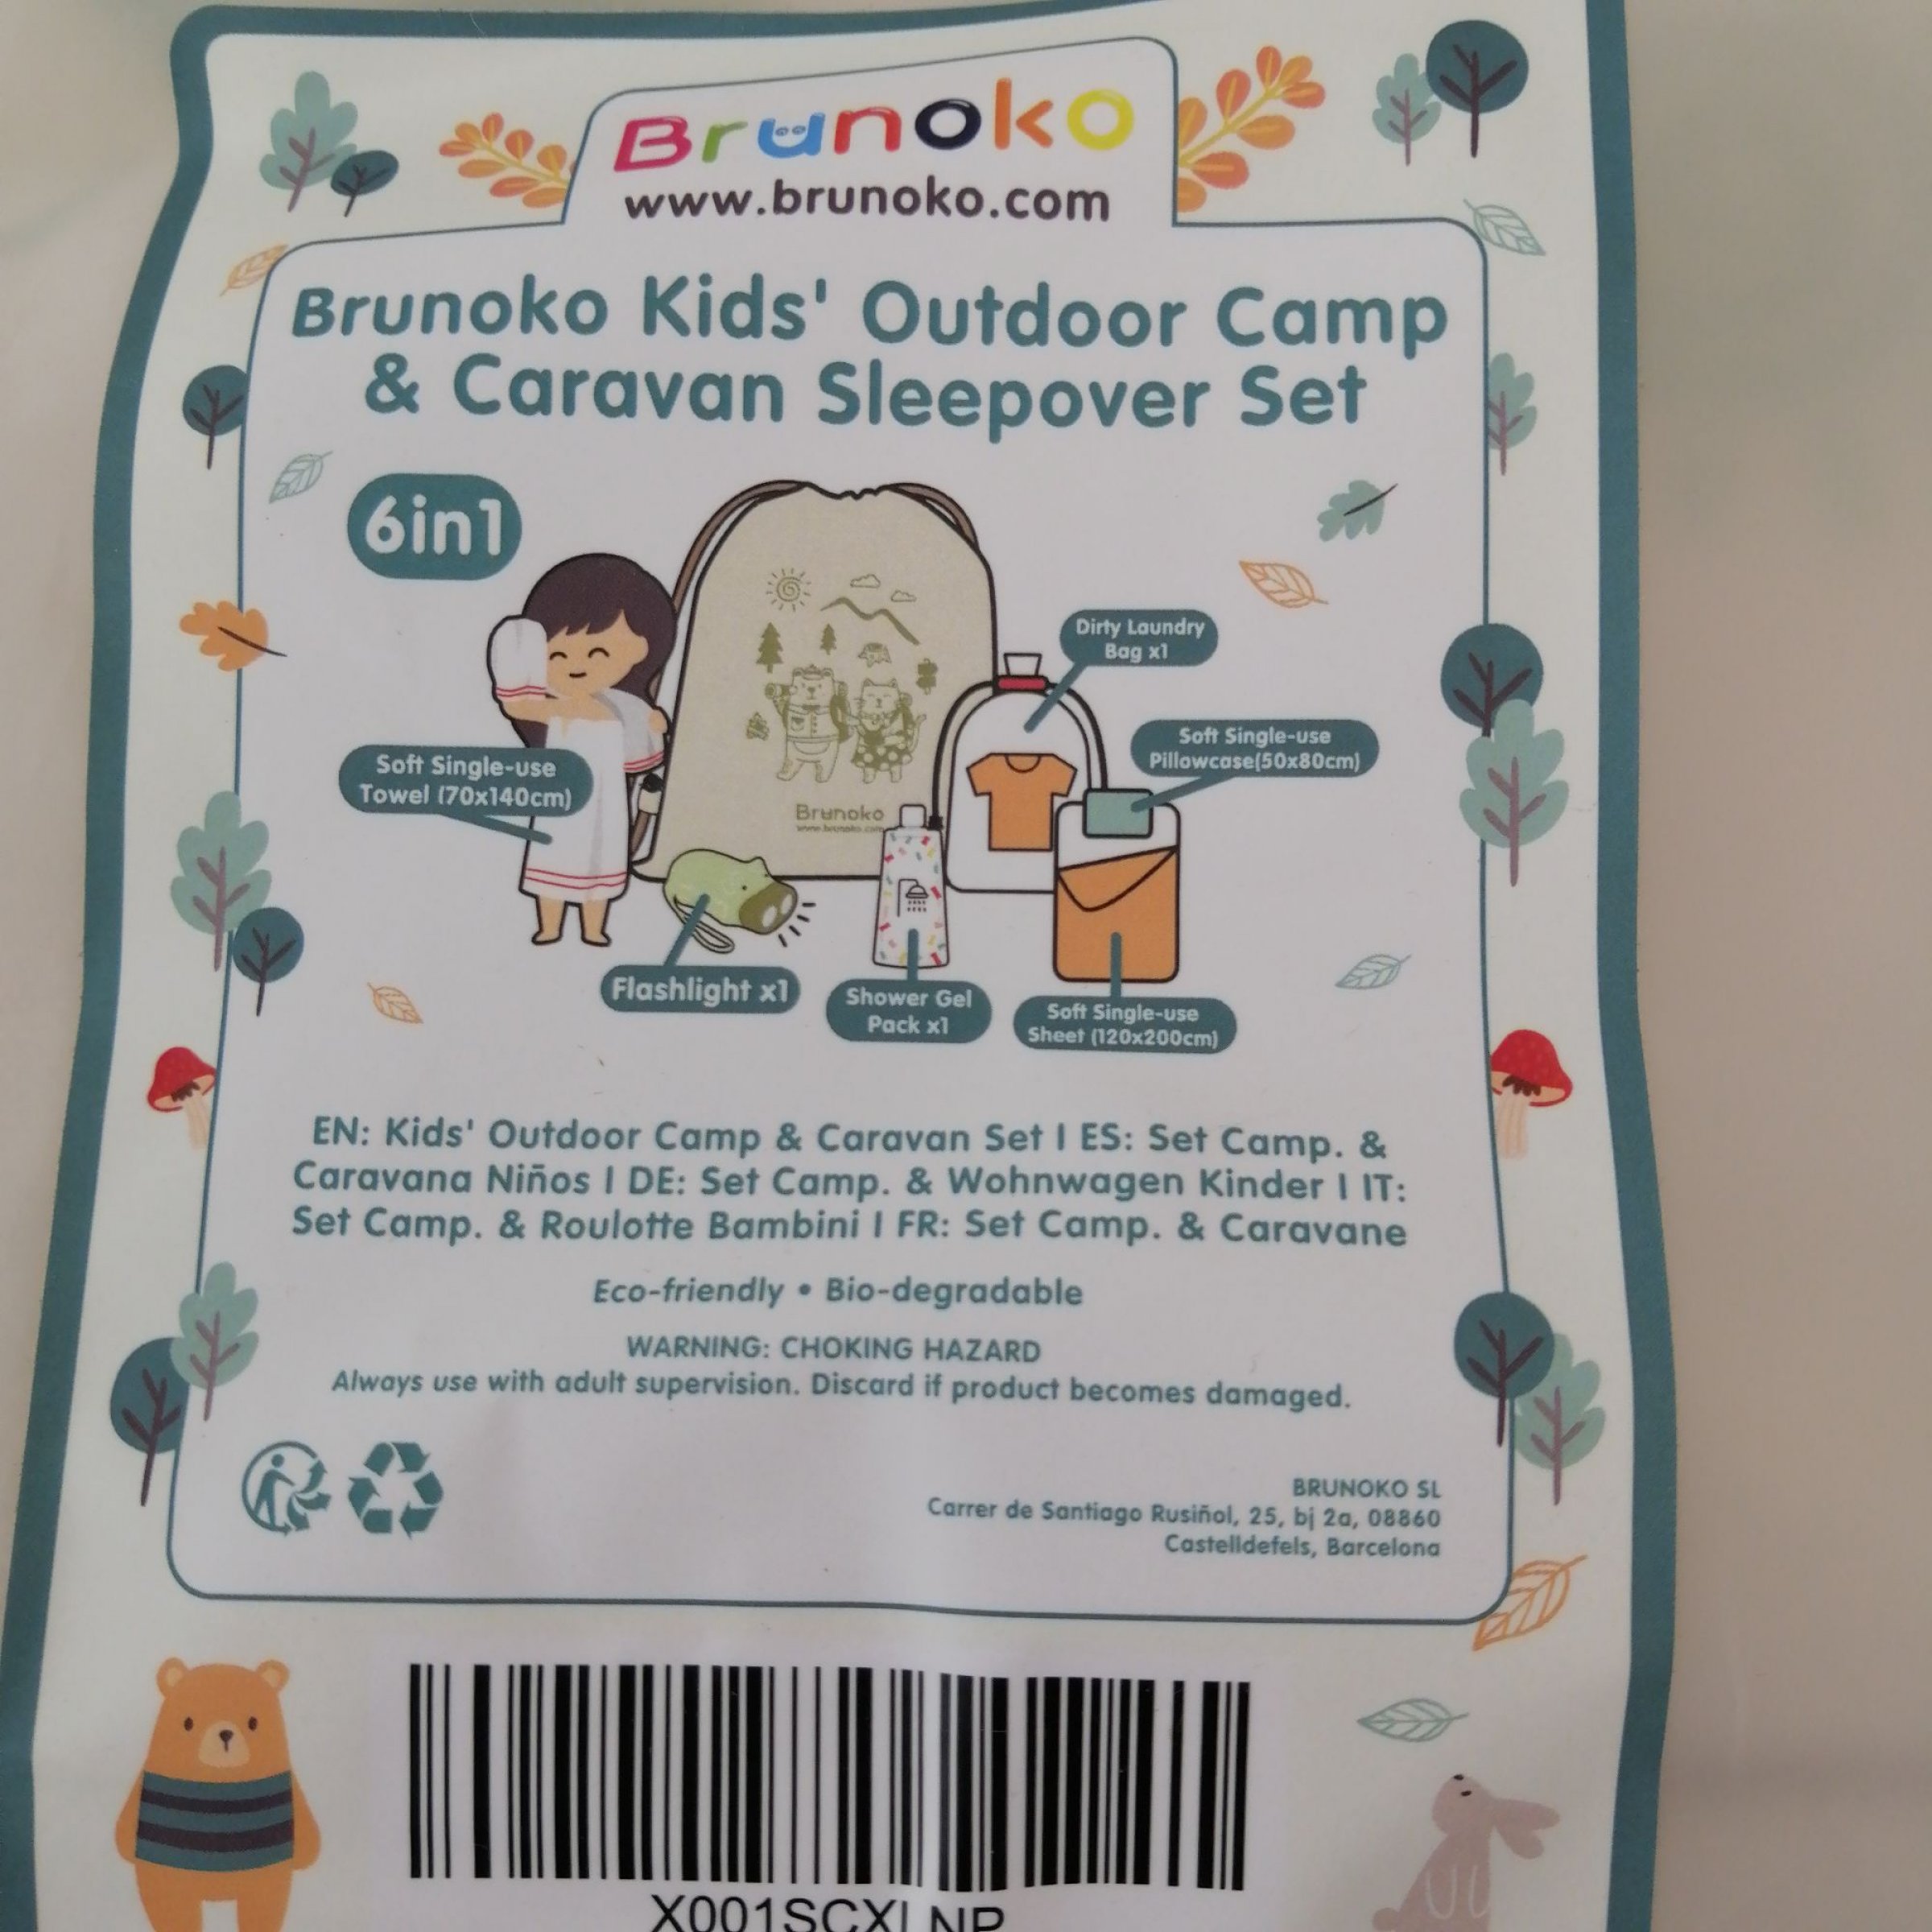 Brunoko
www.brunoko.com
Brunoko Kids' Outdoor Camp
& Caravan Sleepover Set
6in1
Dirty Laundry
Bag x1
Soft Single-use
Pillowcase(50x80cm)
Soft Single-use
Towel (70x140cm)
Brunoko
www.brunoko.com
Flashlight x1
Shower Gel
Pack x1
Soft Single-use
Sheet (120x200cm)
EN: Kids' Outdoor Camp & Caravan Set I ES: Set Camp. &
Caravana Niños I DE: Set Camp. & Wohnwagen Kinder I IT:
Set Camp. & Roulotte Bambini I FR: Set Camp. & Caravane
Eco-friendly • Bio-degradable
WARNING: CHOKING HAZARD
Always use with adult supervision. Discard if product becomes damaged.
BRUNOKO SL
Carrer de Santiago Rusiñol, 25, bj 2a, 08860
Castelldefels, Barcelona